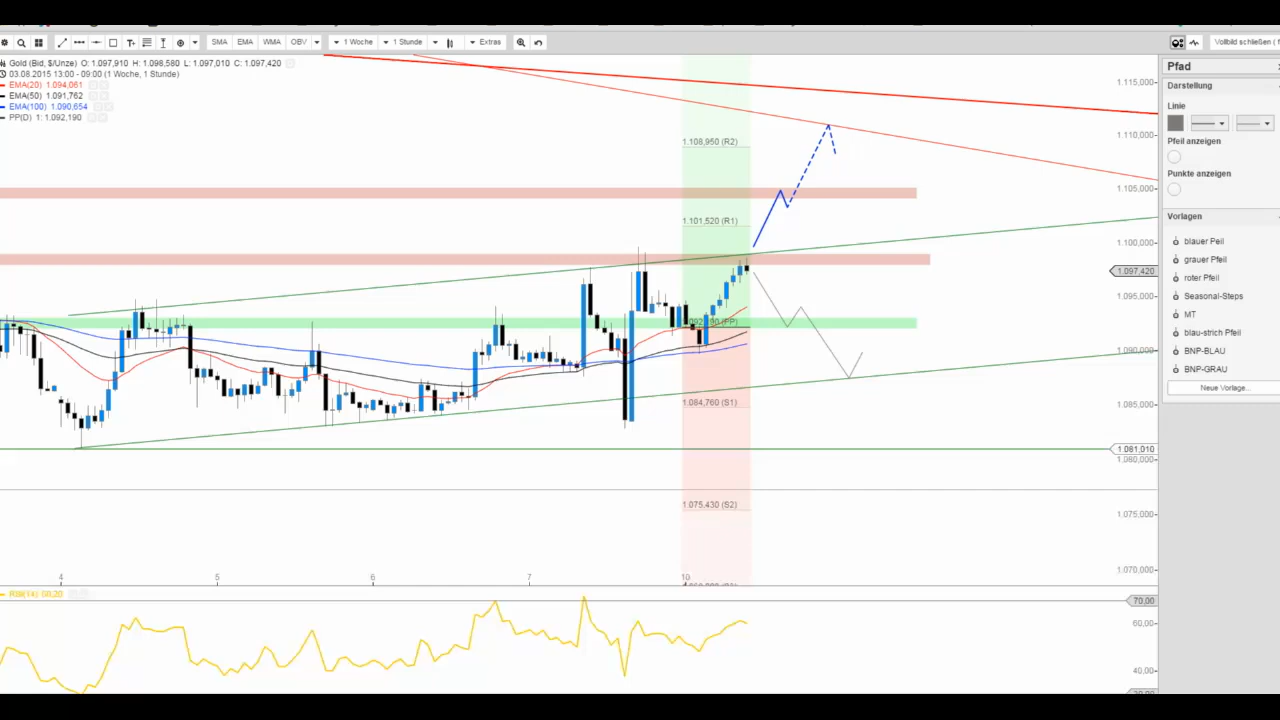 SMA EMA WMA OBV 1 Woche 1 Stunde Extras Vollbild schließen (
Gold (Bid, $/Unze) O: 1.097,910 H: 1.098,580 L: 1.097,010 C: 1.097,420
03.08.2015 13:00 - 09:00 (1 Woche, 1 Stunde)
EMA(20) 1.094,061
EMA(50) 1.091,762
EMA(100) 1.090,654
PP(D) 1: 1.092,190
1.108,950 (R2)
1.101,520 (R1)
(PP)
1.084,760 (S1)
1.075,430 (S2)
1.115,000
1.110,000
1.105,000
1.100,000
1.097,420
1.095,000
1.090,000
1.085,000
1.081,010
1.080,000
1.075,000
1.070,000
4 5 6 7 10
RSI(14) 60,20
70,00
60,00
40,00
Pfad
Darstellung
Linie
Pfeil anzeigen
Punkte anzeigen
Vorlagen
blauer Peil
grauer Pfeil
roter Pfeil
Seasonal-Steps
MT
blau-strich Pfeil
BNP-BLAU
BNP-GRAU
Neue Vorlage...